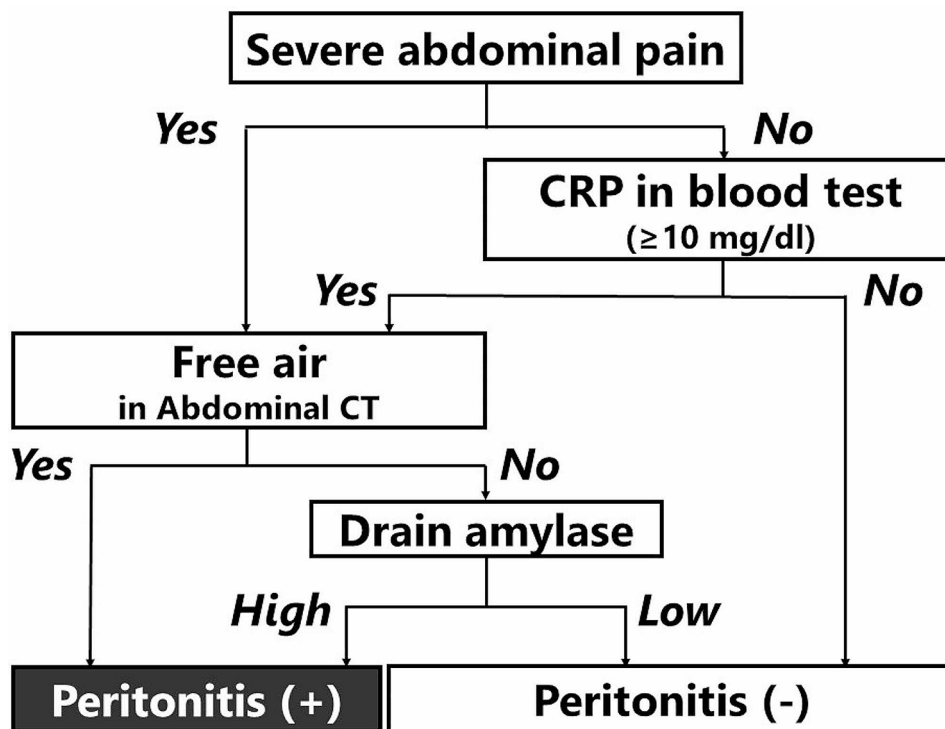 Severe abdominal pain
Yes
No
CRP in blood test
(≥10 mg/dl)
Yes
No
Free air
in Abdominal CT
Yes
No
Drain amylase
High
Low
Peritonitis (+)
Peritonitis (-)